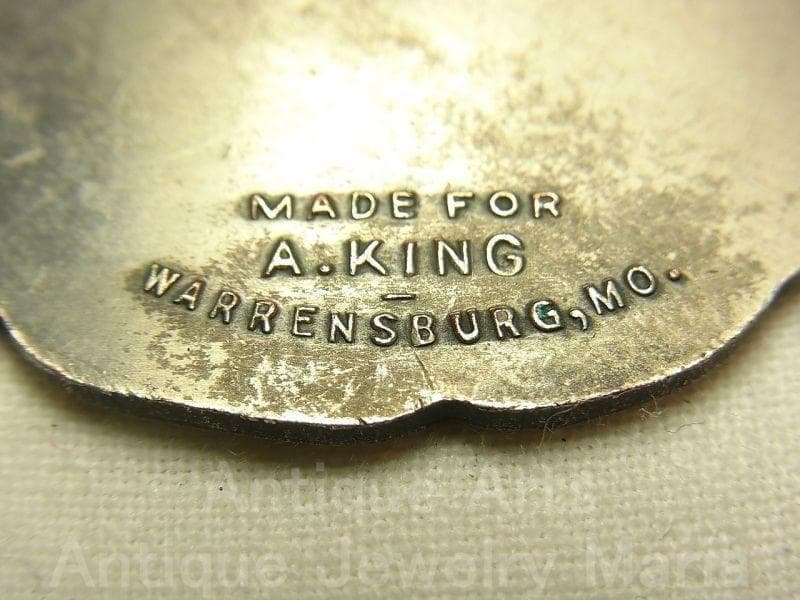 MADE FOR
A. KING
WARRENSBURG, MO.
Antique Arts
Antique Jewelry Maria